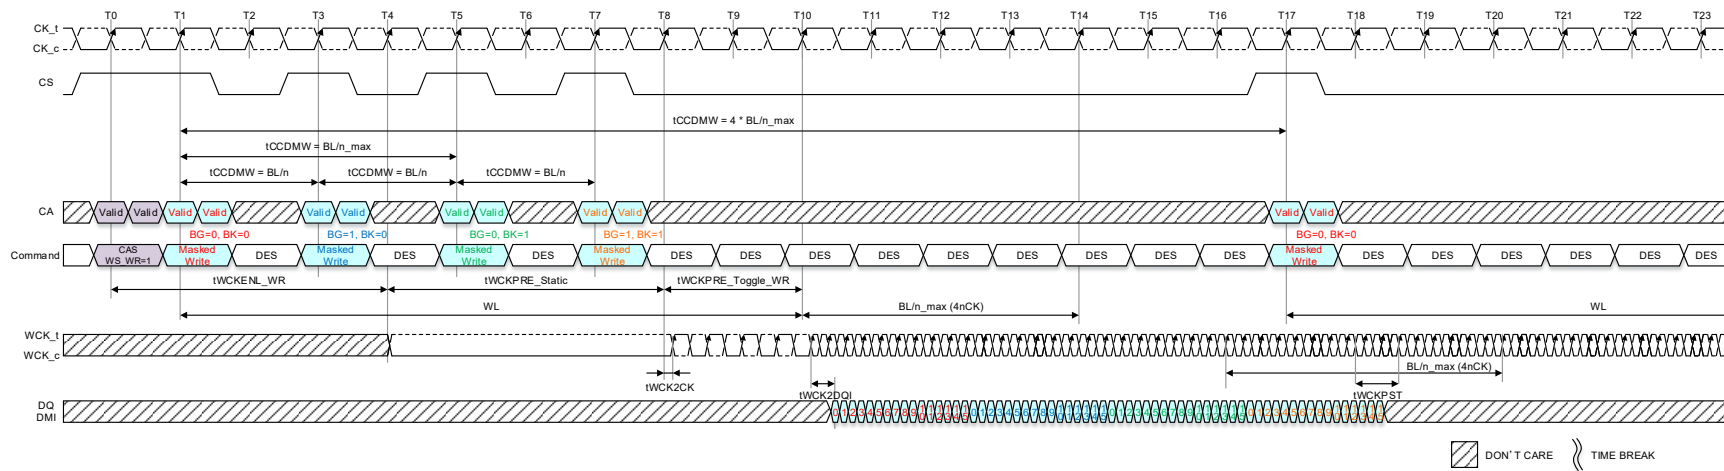 T0 T1 T2 T3 T4 T5 T6 T7 T8 T9 T10 T11 T12 T13 T14 T15 T16 T17 T18 T19 T20 T21 T22 T23
CK_t
CK_c
CS
tCCDMW = 4 * BL/n_max
tCCDMW = BL/n_max
tCCDMW = BL/n tCCDMW = BL/n tCCDMW = BL/n
CA Valid Valid Valid Valid Valid Valid Valid Valid Valid Valid Valid Valid
BG=0, BK=0 BG=1, BK=0 BG=0, BK=1 BG=1, BK=1 BG=0, BK=0
Command CAS WS_WR=1 Masked Write DES Masked Write DES Masked Write DES Masked Write DES DES DES DES DES DES DES DES DES Masked Write DES DES DES DES DES DES
tWCKENL_WR tWCKPRE_Static tWCKPRE_Toggle_WR
WL BL/n_max (4nCK) WL
WCK_t
WCK_c
BL/n_max (4nCK)
tWCK2CK tWCK2DQI tWCKPST
DQ
DMI
DON'T CARE TIME BREAK